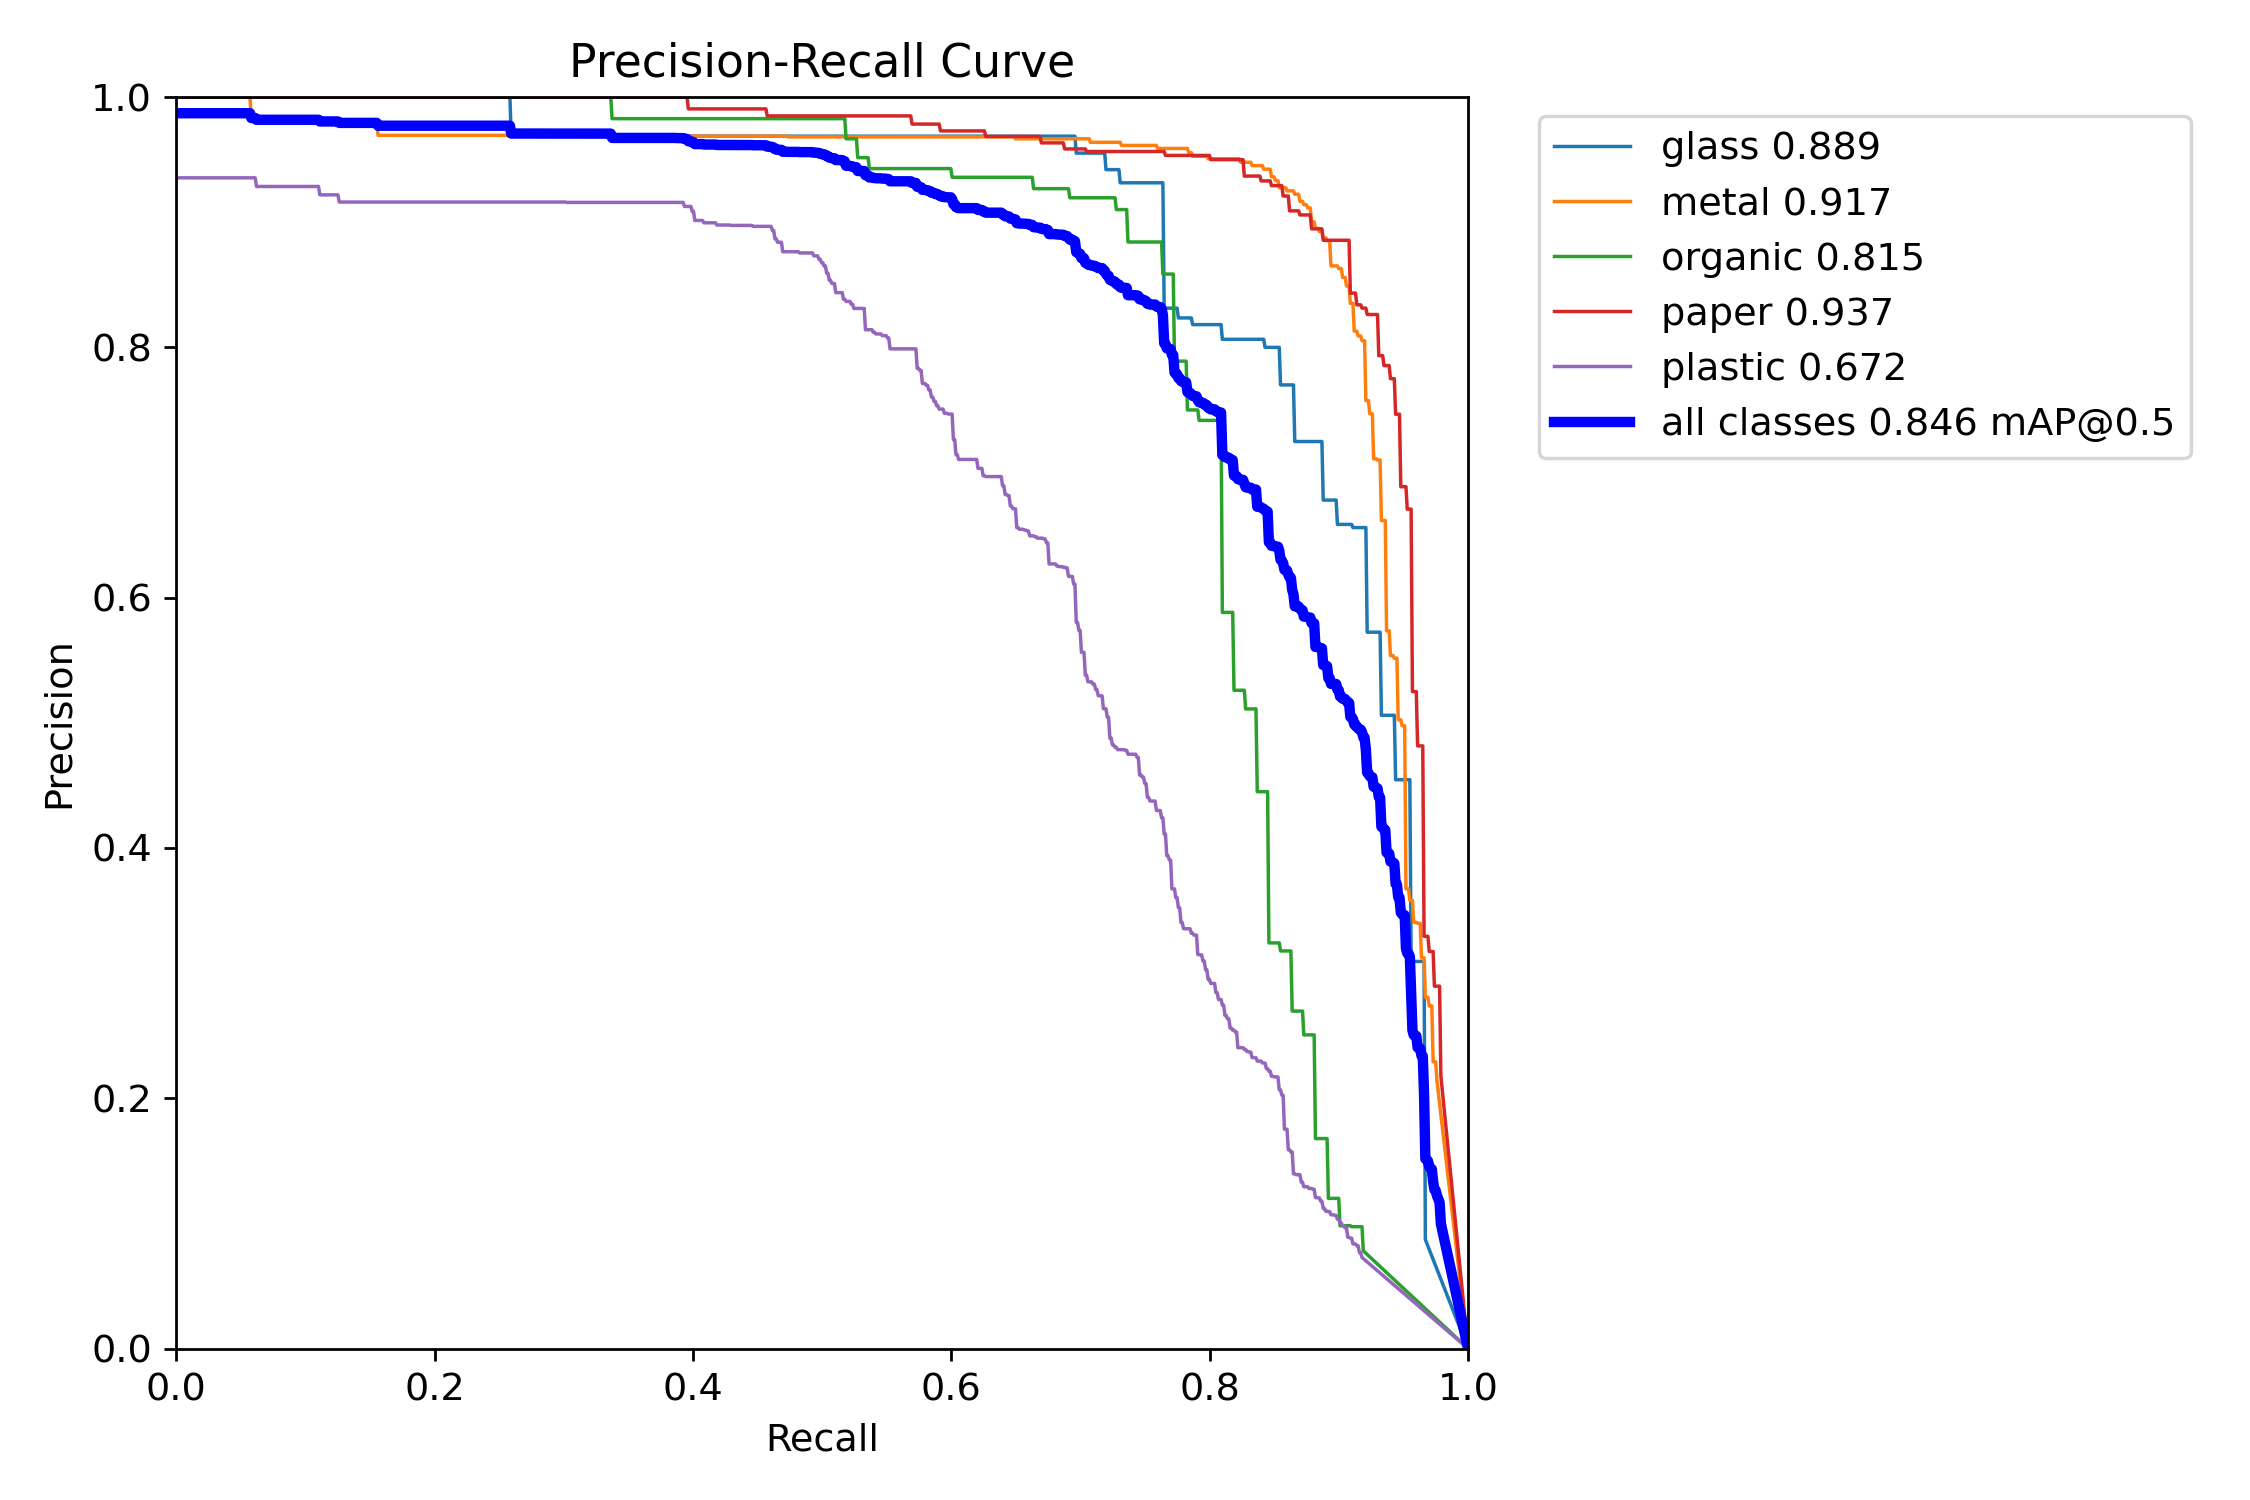 Precision-Recall Curve
1.0
0.8
0.6
0.4
0.2
0.0
Precision
0.0 0.2 0.4 0.6 0.8 1.0
Recall
glass 0.889
metal 0.917
organic 0.815
paper 0.937
plastic 0.672
all classes 0.846 mAP@0.5